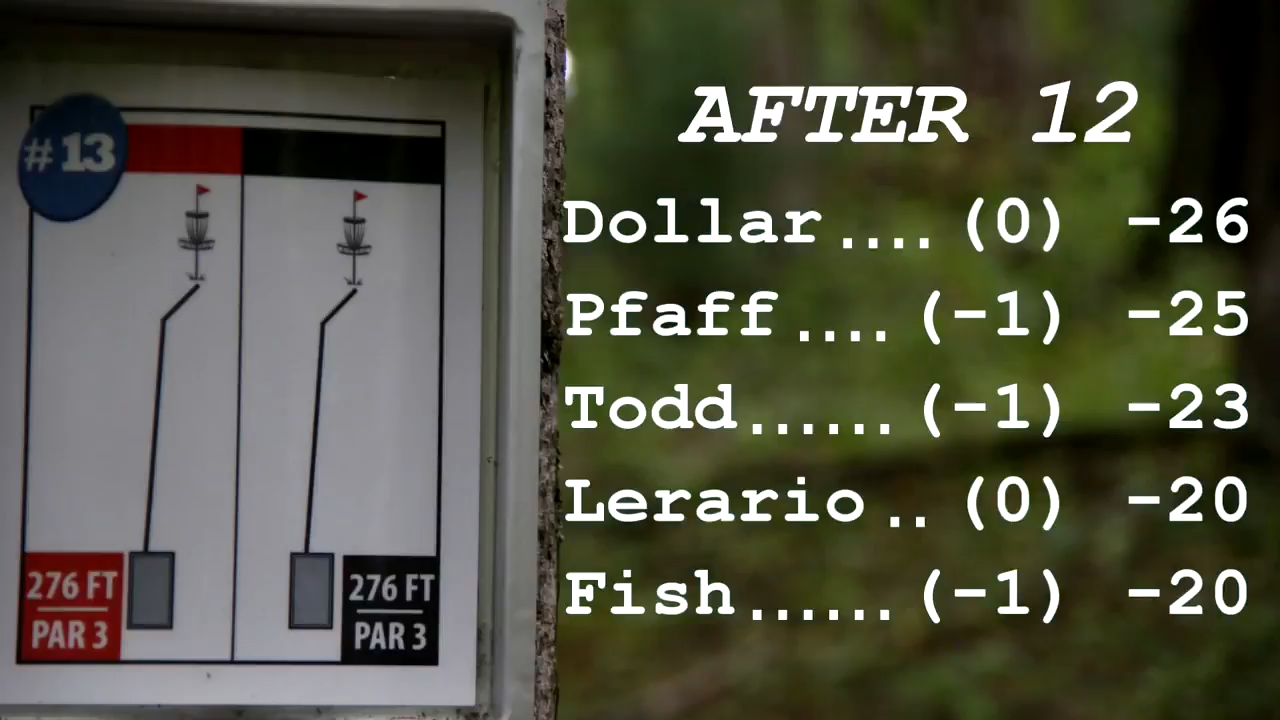 #13
276 FT
PAR 3
276 FT
PAR 3
AFTER 12
Dollar.... (0) -26
Pfaff.... (-1) -25
Todd...... (-1) -23
Lerario.. (0) -20
Fish...... (-1) -20